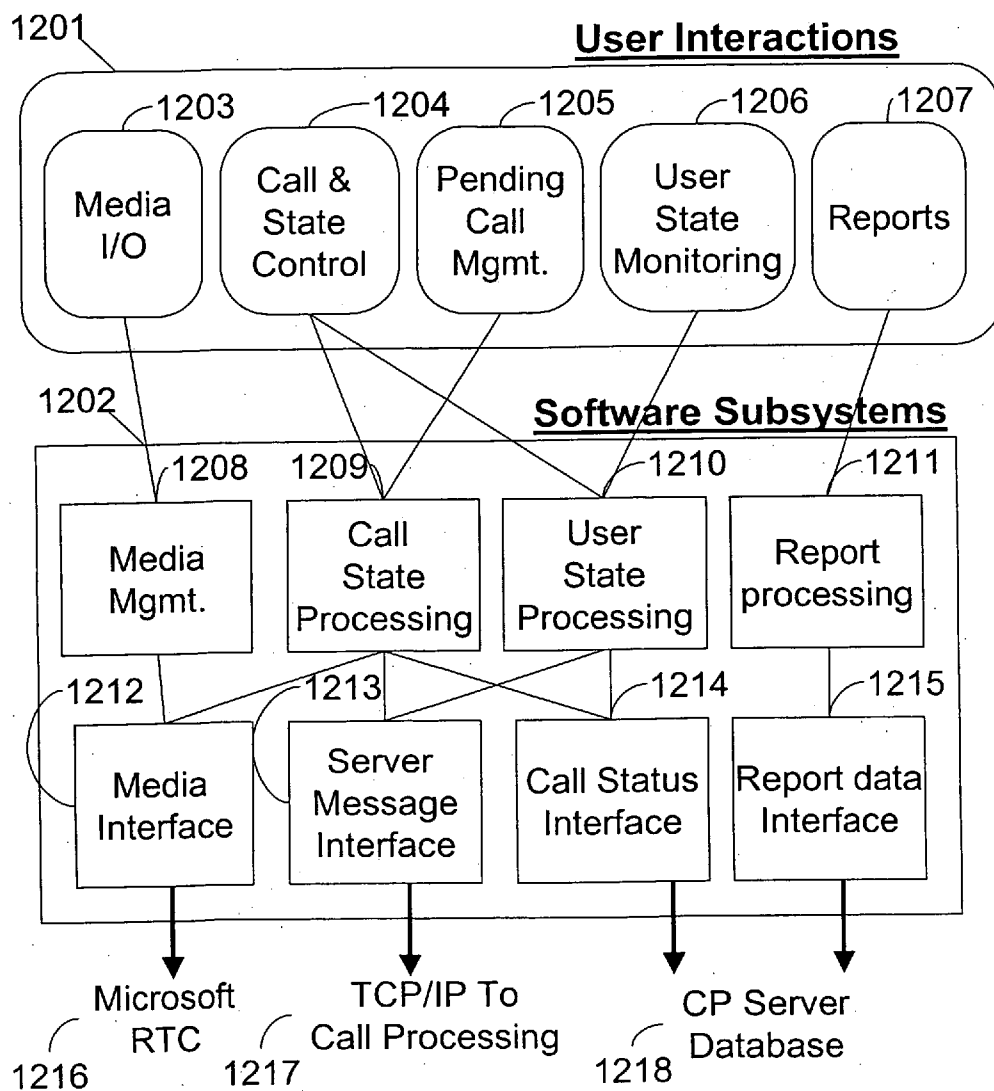 1201
User Interactions
1203
1204
1205
1206
1207
Media
I/O
Call &
State
Control
Pending
Call
Mgmt.
User
State
Monitoring
Reports
1202
Software Subsystems
1208
1209
1210
1211
Media
Mgmt.
Call
State
Processing
User
State
Processing
Report
processing
1212
1213
1214
1215
Media
Interface
Server
Message
Interface
Call Status
Interface
Report data
Interface
Microsoft
RTC
TCP/IP To
Call Processing
CP Server
Database
1216
1217
1218